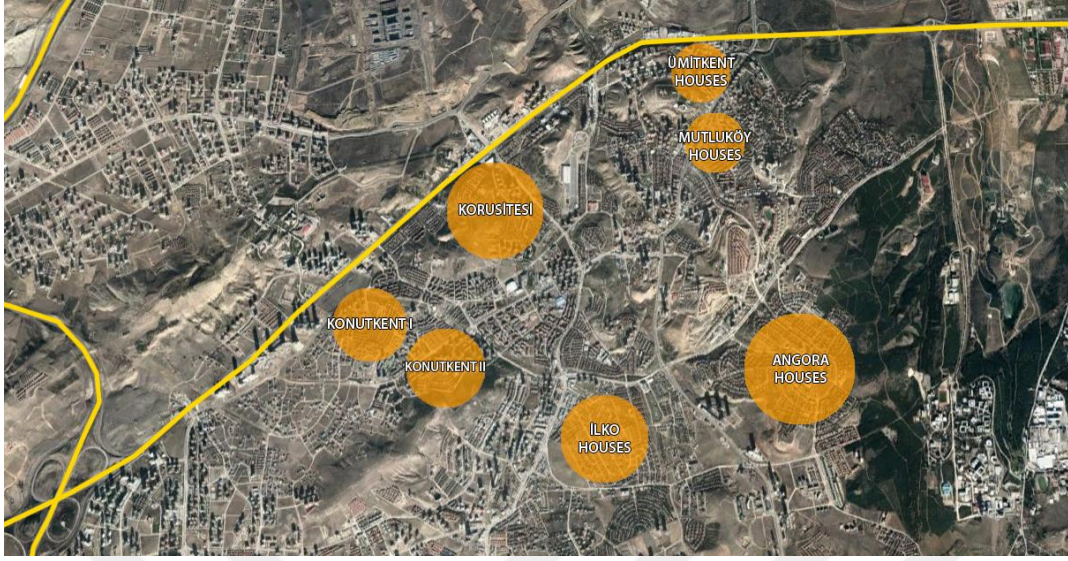 ÜMİTKENT
HOUSES
MUTLUKÖY
HOUSES
KORUSİTESİ
KONUTKENT I
KONUTKENT II
ANGORA
HOUSES
İLKO
HOUSES